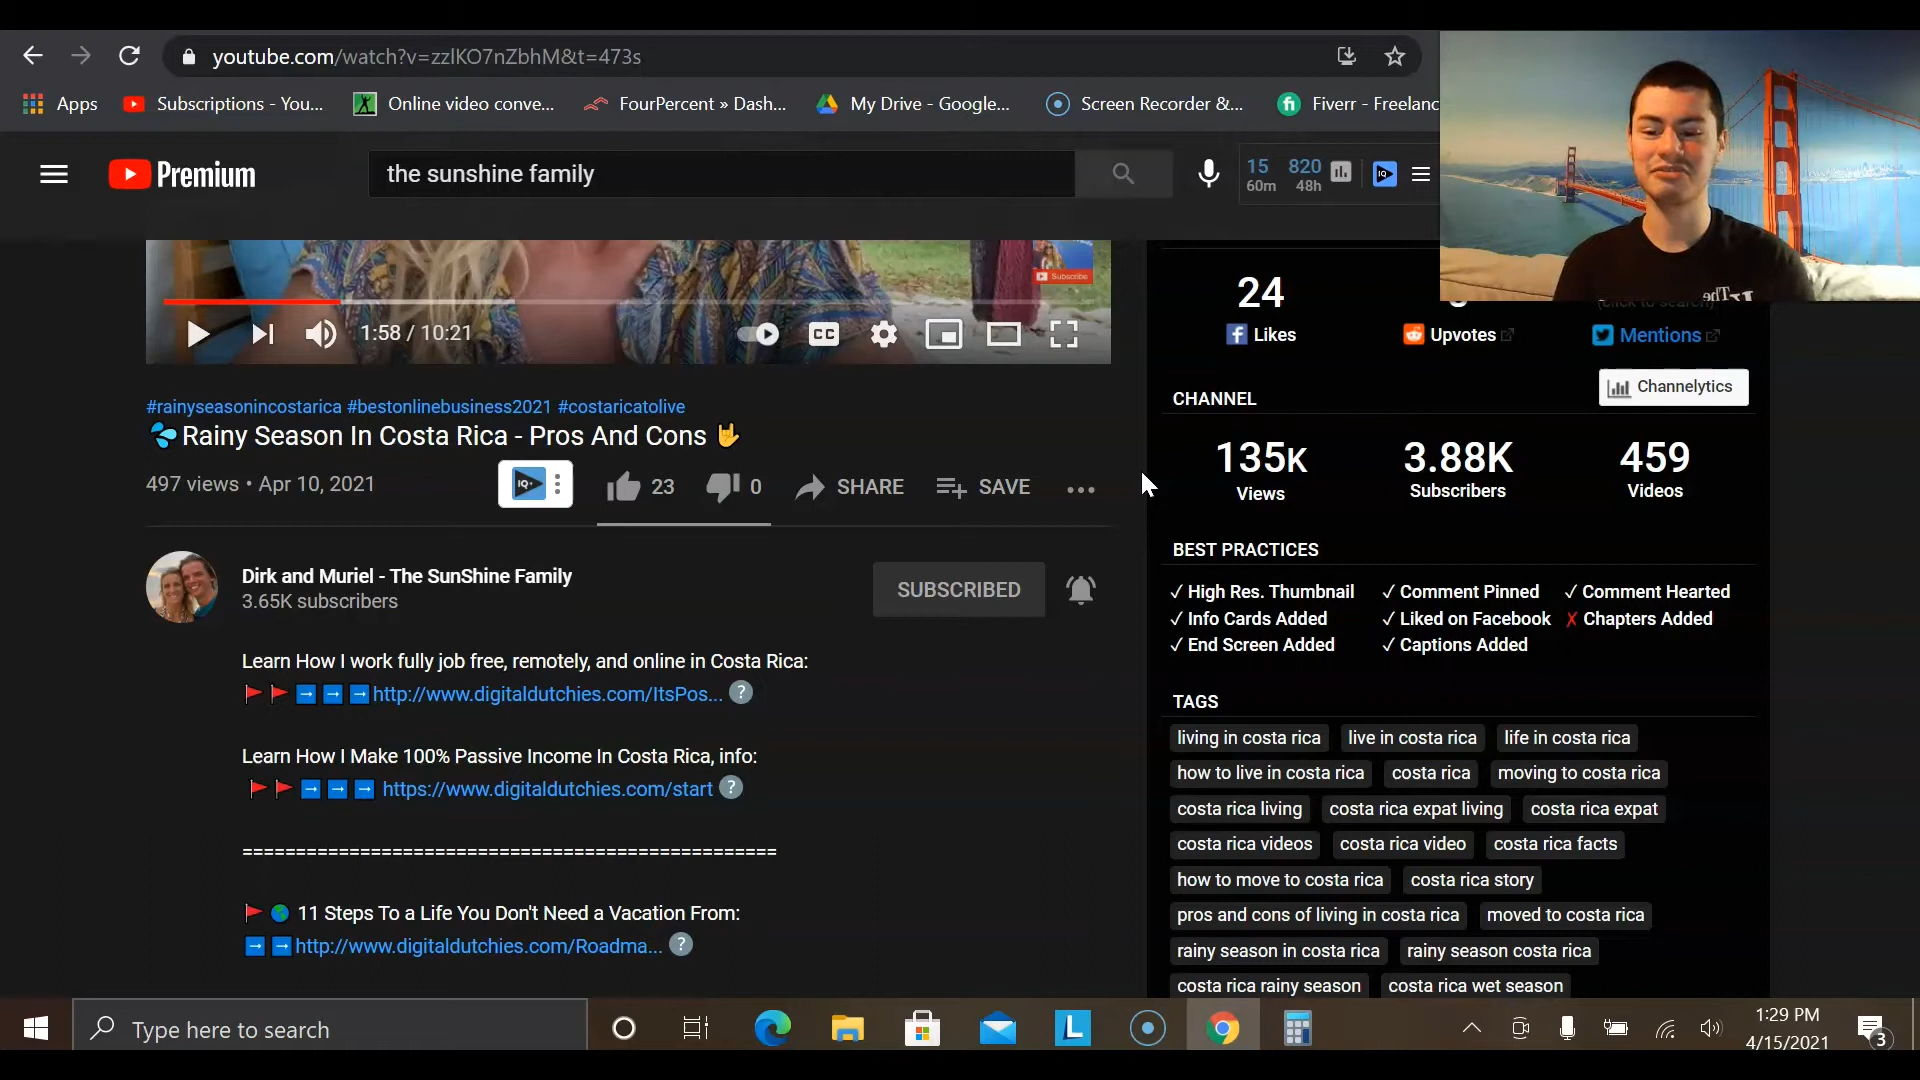 youtube.com/watch?v=zzlKO7nZbhM&t=473s
Apps
Subscriptions - You...
Online video conve...
FourPercent » Dash...
My Drive - Google...
Screen Recorder &...
Fiverr - Freelanc
Premium
the sunshine family
15
60m
820
48h
IQ
Subscribe
1:58 / 10:21
CC
#rainyseasonincostarica #bestonlinebusiness2021 #costaricatolive
💦Rainy Season In Costa Rica - Pros And Cons 🤘
497 views • Apr 10, 2021
IQ
23
0
SHARE
SAVE
Dirk and Muriel - The SunShine Family
3.65K subscribers
SUBSCRIBED
Learn How I work fully job free, remotely, and online in Costa Rica:
🚩 🚩 ➡ ➡ ➡http://www.digitaldutchies.com/ItsPos... ?
Learn How I Make 100% Passive Income In Costa Rica, info:
🚩 🚩 ➡ ➡ ➡ https://www.digitaldutchies.com/start ?
==================================================
🚩 🌎 11 Steps To a Life You Don't Need a Vacation From:
➡ ➡http://www.digitaldutchies.com/Roadma... ?
24
Likes
Upvotes
Mentions
CHANNEL
Channelytics
135K
Views
3.88K
Subscribers
459
Videos
BEST PRACTICES
✓ High Res. Thumbnail ✓ Comment Pinned ✓ Comment Hearted
✓ Info Cards Added ✓ Liked on Facebook ✗ Chapters Added
✓ End Screen Added ✓ Captions Added
TAGS
living in costa rica live in costa rica life in costa rica
how to live in costa rica costa rica moving to costa rica
costa rica living costa rica expat living costa rica expat
costa rica videos costa rica video costa rica facts
how to move to costa rica costa rica story
pros and cons of living in costa rica moved to costa rica
rainy season in costa rica rainy season costa rica
costa rica rainy season costa rica wet season
Type here to search
L
1:29 PM
4/15/2021
3